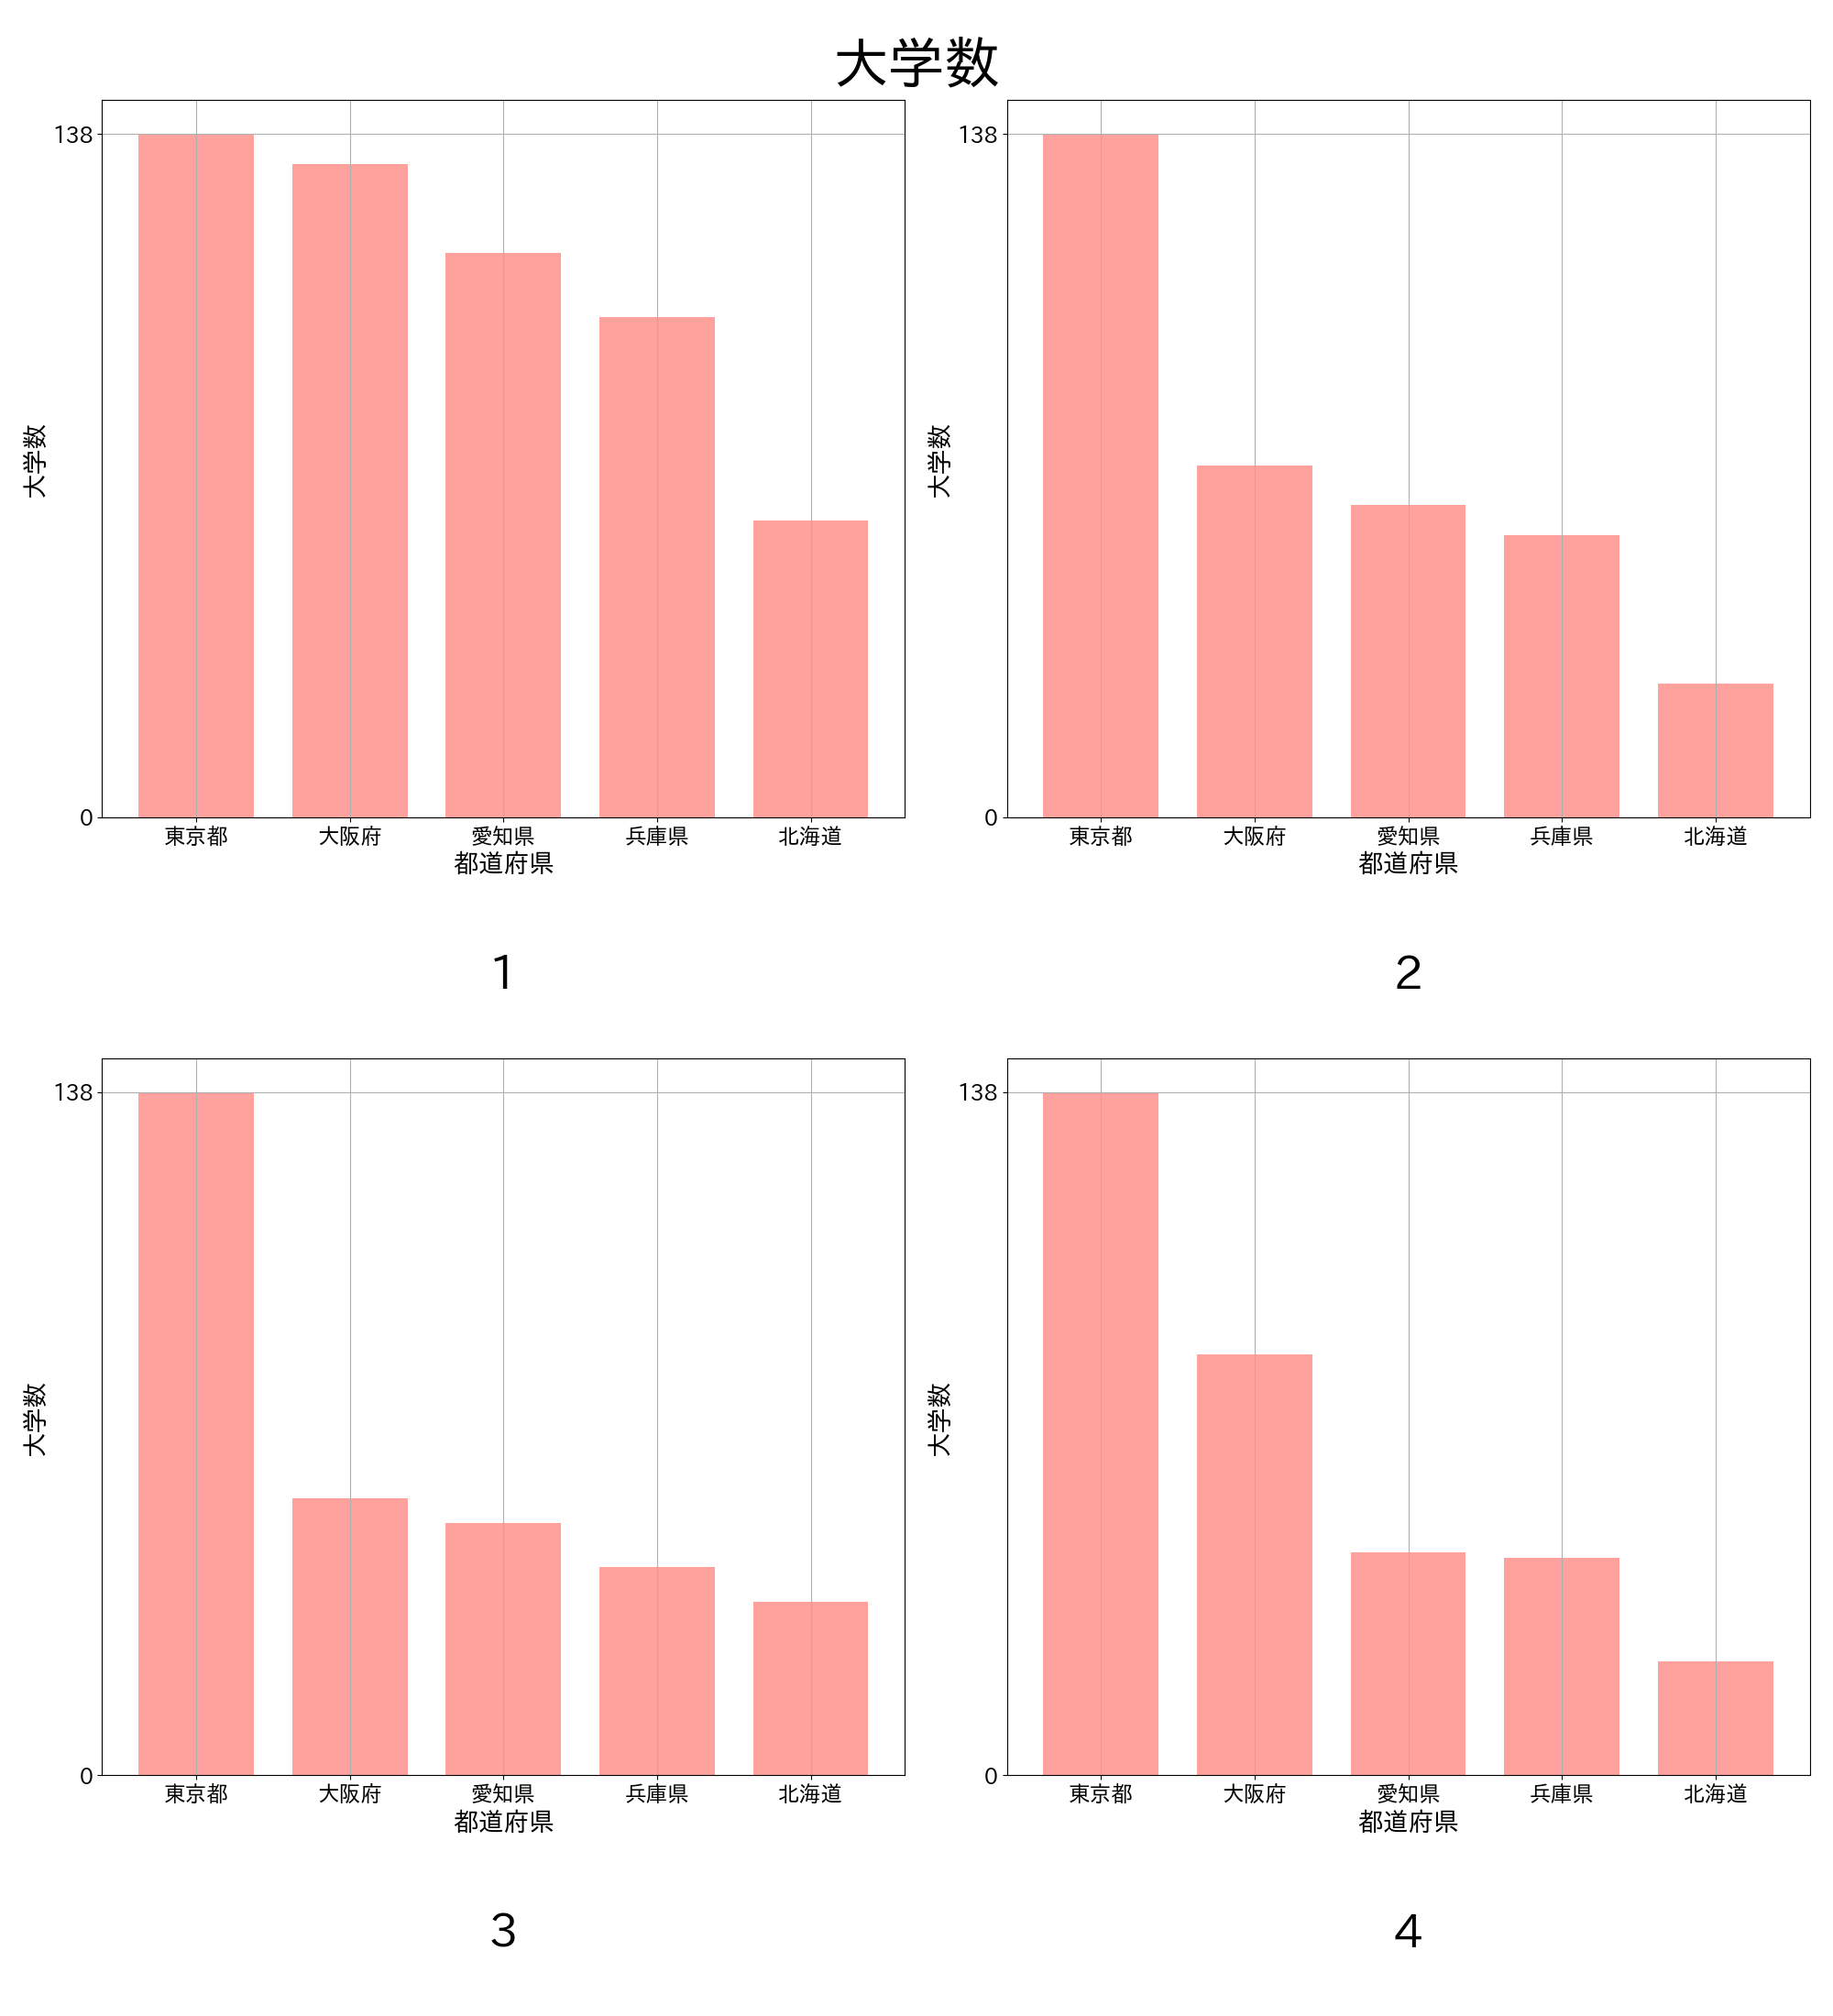 大学数
138
0
大学数
東京都 大阪府 愛知県 兵庫県 北海道
都道府県
1
138
0
大学数
東京都 大阪府 愛知県 兵庫県 北海道
都道府県
2
138
0
大学数
東京都 大阪府 愛知県 兵庫県 北海道
都道府県
3
138
0
大学数
東京都 大阪府 愛知県 兵庫県 北海道
都道府県
4